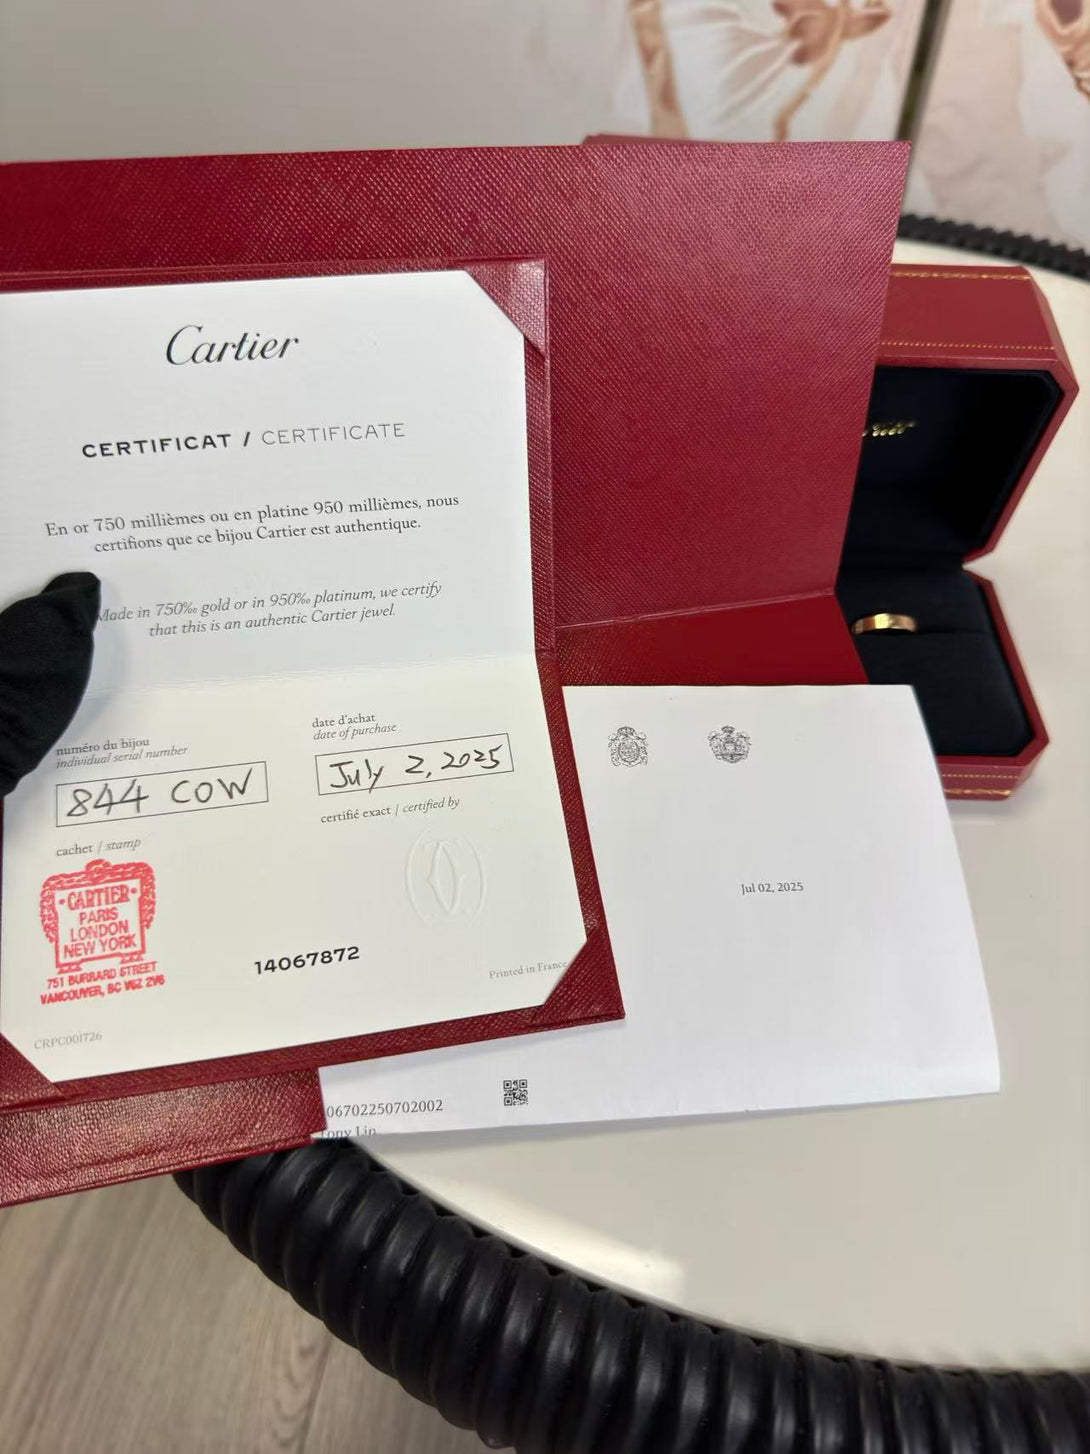 Cartier
CERTIFICAT / CERTIFICATE
En or 750 millièmes ou en platine 950 millièmes, nous
certifions que ce bijou Cartier est authentique.
Made in 750‰ gold or in 950‰ platinum, we certify
that this is an authentic Cartier jewel.
numéro du bijou
individual serial number
844 COW
date d'achat
date of purchase
July 2, 2025
certifié exact / certified by
cachet / stamp
CARTIER
PARIS
LONDON
NEW YORK
751 BURRARD STREET
VANCOUVER, BC V6Z 2V6
14067872
Printed in France
CRPC001726
Jul 02, 2025
06702250702002
Tony Lin